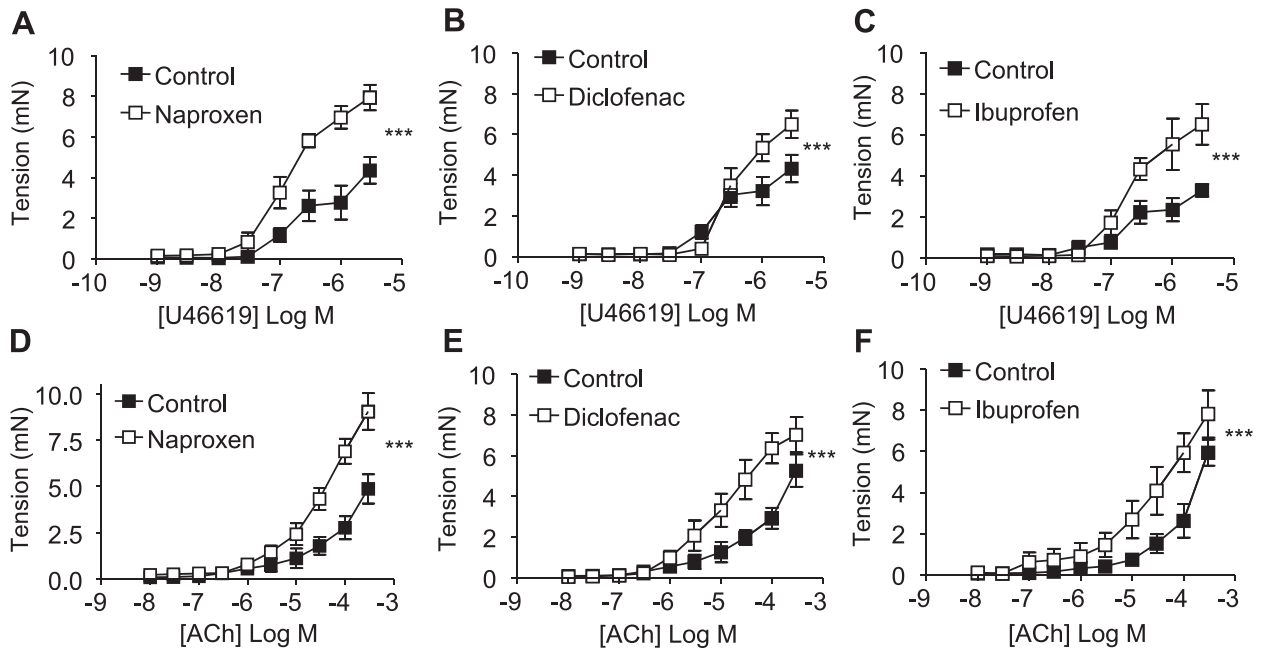 A
10
8
6
4
2
0
Tension (mN)
Control
Naproxen
***
-10 -9 -8 -7 -6 -5
[U46619] Log M
B
10
8
6
4
2
0
Tension (mN)
Control
Diclofenac
***
-10 -9 -8 -7 -6 -5
[U46619] Log M
C
10
8
6
4
2
0
Tension (mN)
Control
Ibuprofen
***
-10 -9 -8 -7 -6 -5
[U46619] Log M
D
10.0
7.5
5.0
2.5
0.0
Tension (mN)
Control
Naproxen
***
-9 -8 -7 -6 -5 -4 -3
[ACh] Log M
E
10
8
6
4
2
0
Tension (mN)
Control
Diclofenac
***
-9 -8 -7 -6 -5 -4 -3
[ACh] Log M
F
10
8
6
4
2
0
Tension (mN)
Control
Ibuprofen
***
-9 -8 -7 -6 -5 -4 -3
[ACh] Log M